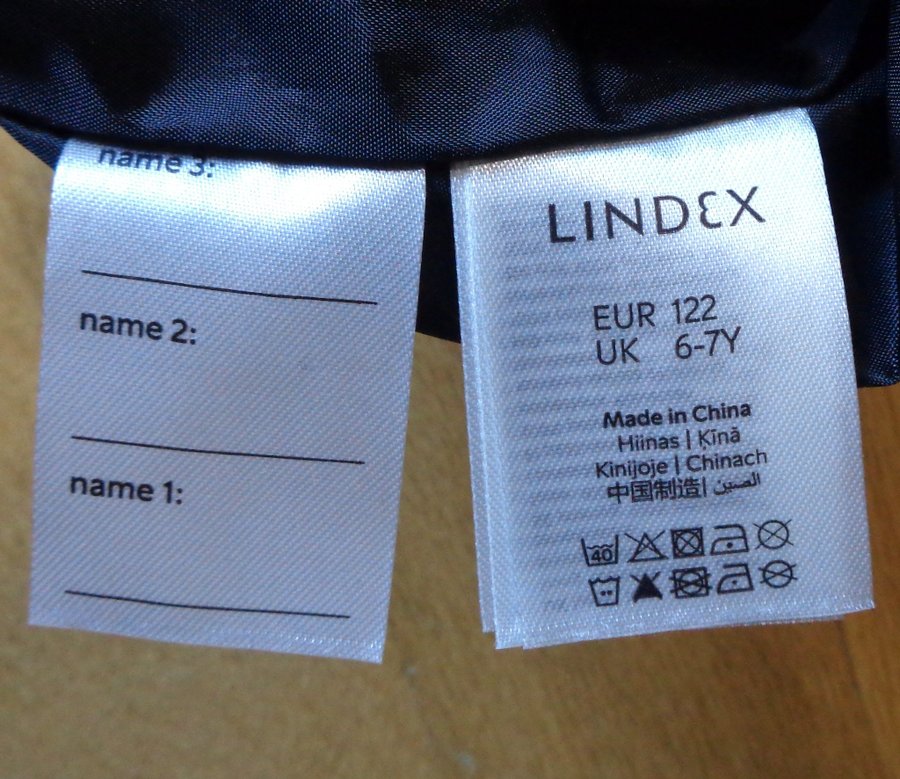 name 3:
name 2:
name 1:
LINDEX
EUR 122
UK 6-7Y
Made in China
Hiinas | Ķīnā
Kinijoje | Chinach
中国制造 | الصين
40